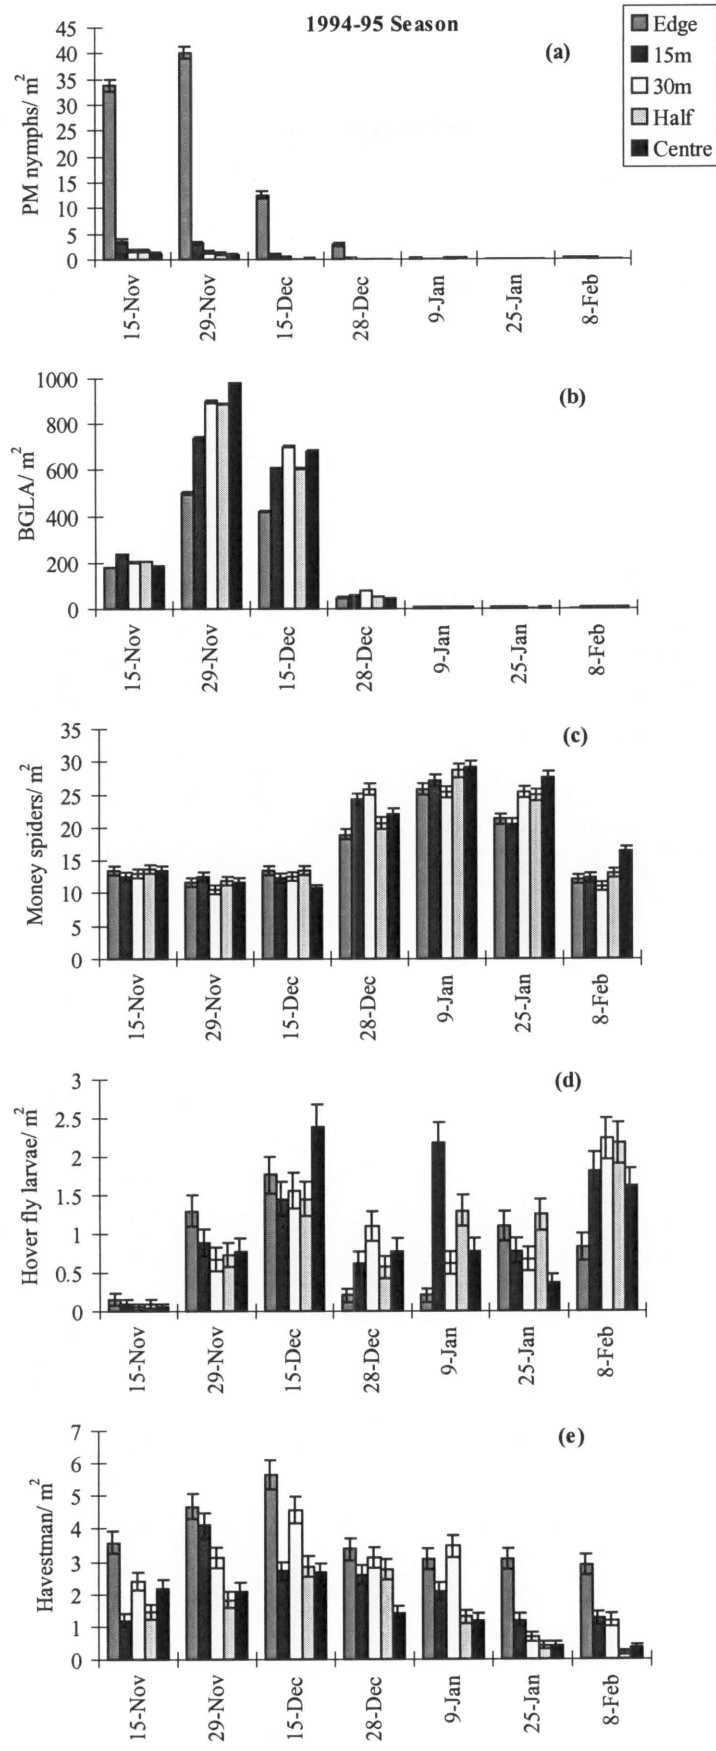 1994-95 Season
(a)
Edge
15m
30m
Half
Centre
PM nymphs/ m²
45
40
35
30
25
20
15
10
5
0
15-Nov
29-Nov
15-Dec
28-Dec
9-Jan
25-Jan
8-Feb
(b)
BGLA/ m²
1000
800
600
400
200
0
15-Nov
29-Nov
15-Dec
28-Dec
9-Jan
25-Jan
8-Feb
(c)
Money spiders/ m²
35
30
25
20
15
10
5
0
15-Nov
29-Nov
15-Dec
28-Dec
9-Jan
25-Jan
8-Feb
(d)
Hover fly larvae/ m²
3
2.5
2
1.5
1
0.5
0
15-Nov
29-Nov
15-Dec
28-Dec
9-Jan
25-Jan
8-Feb
(e)
Havestman/ m²
7
6
5
4
3
2
1
0
15-Nov
29-Nov
15-Dec
28-Dec
9-Jan
25-Jan
8-Feb